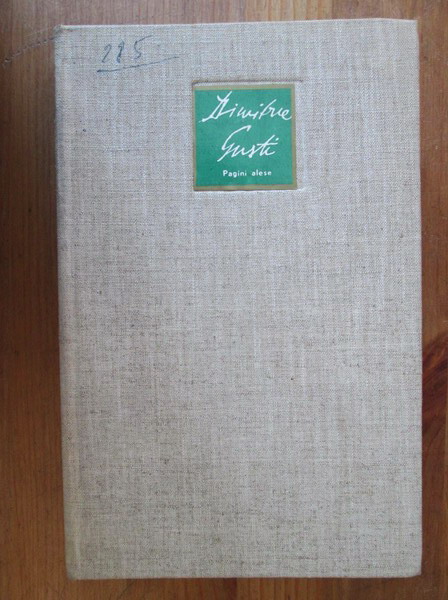 285
Dimitrie
Gusti
Pagini alese